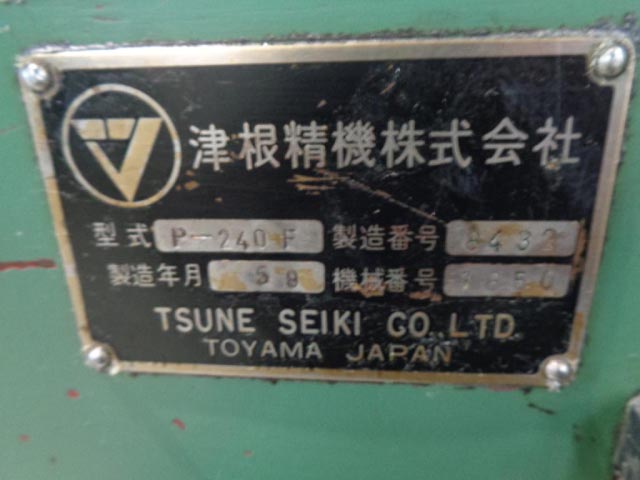 津根精機株式会社
型式 P-240F 製造番号
製造年月 59 機械番号
TSUNE SEIKI CO.LTD.
TOYAMA JAPAN